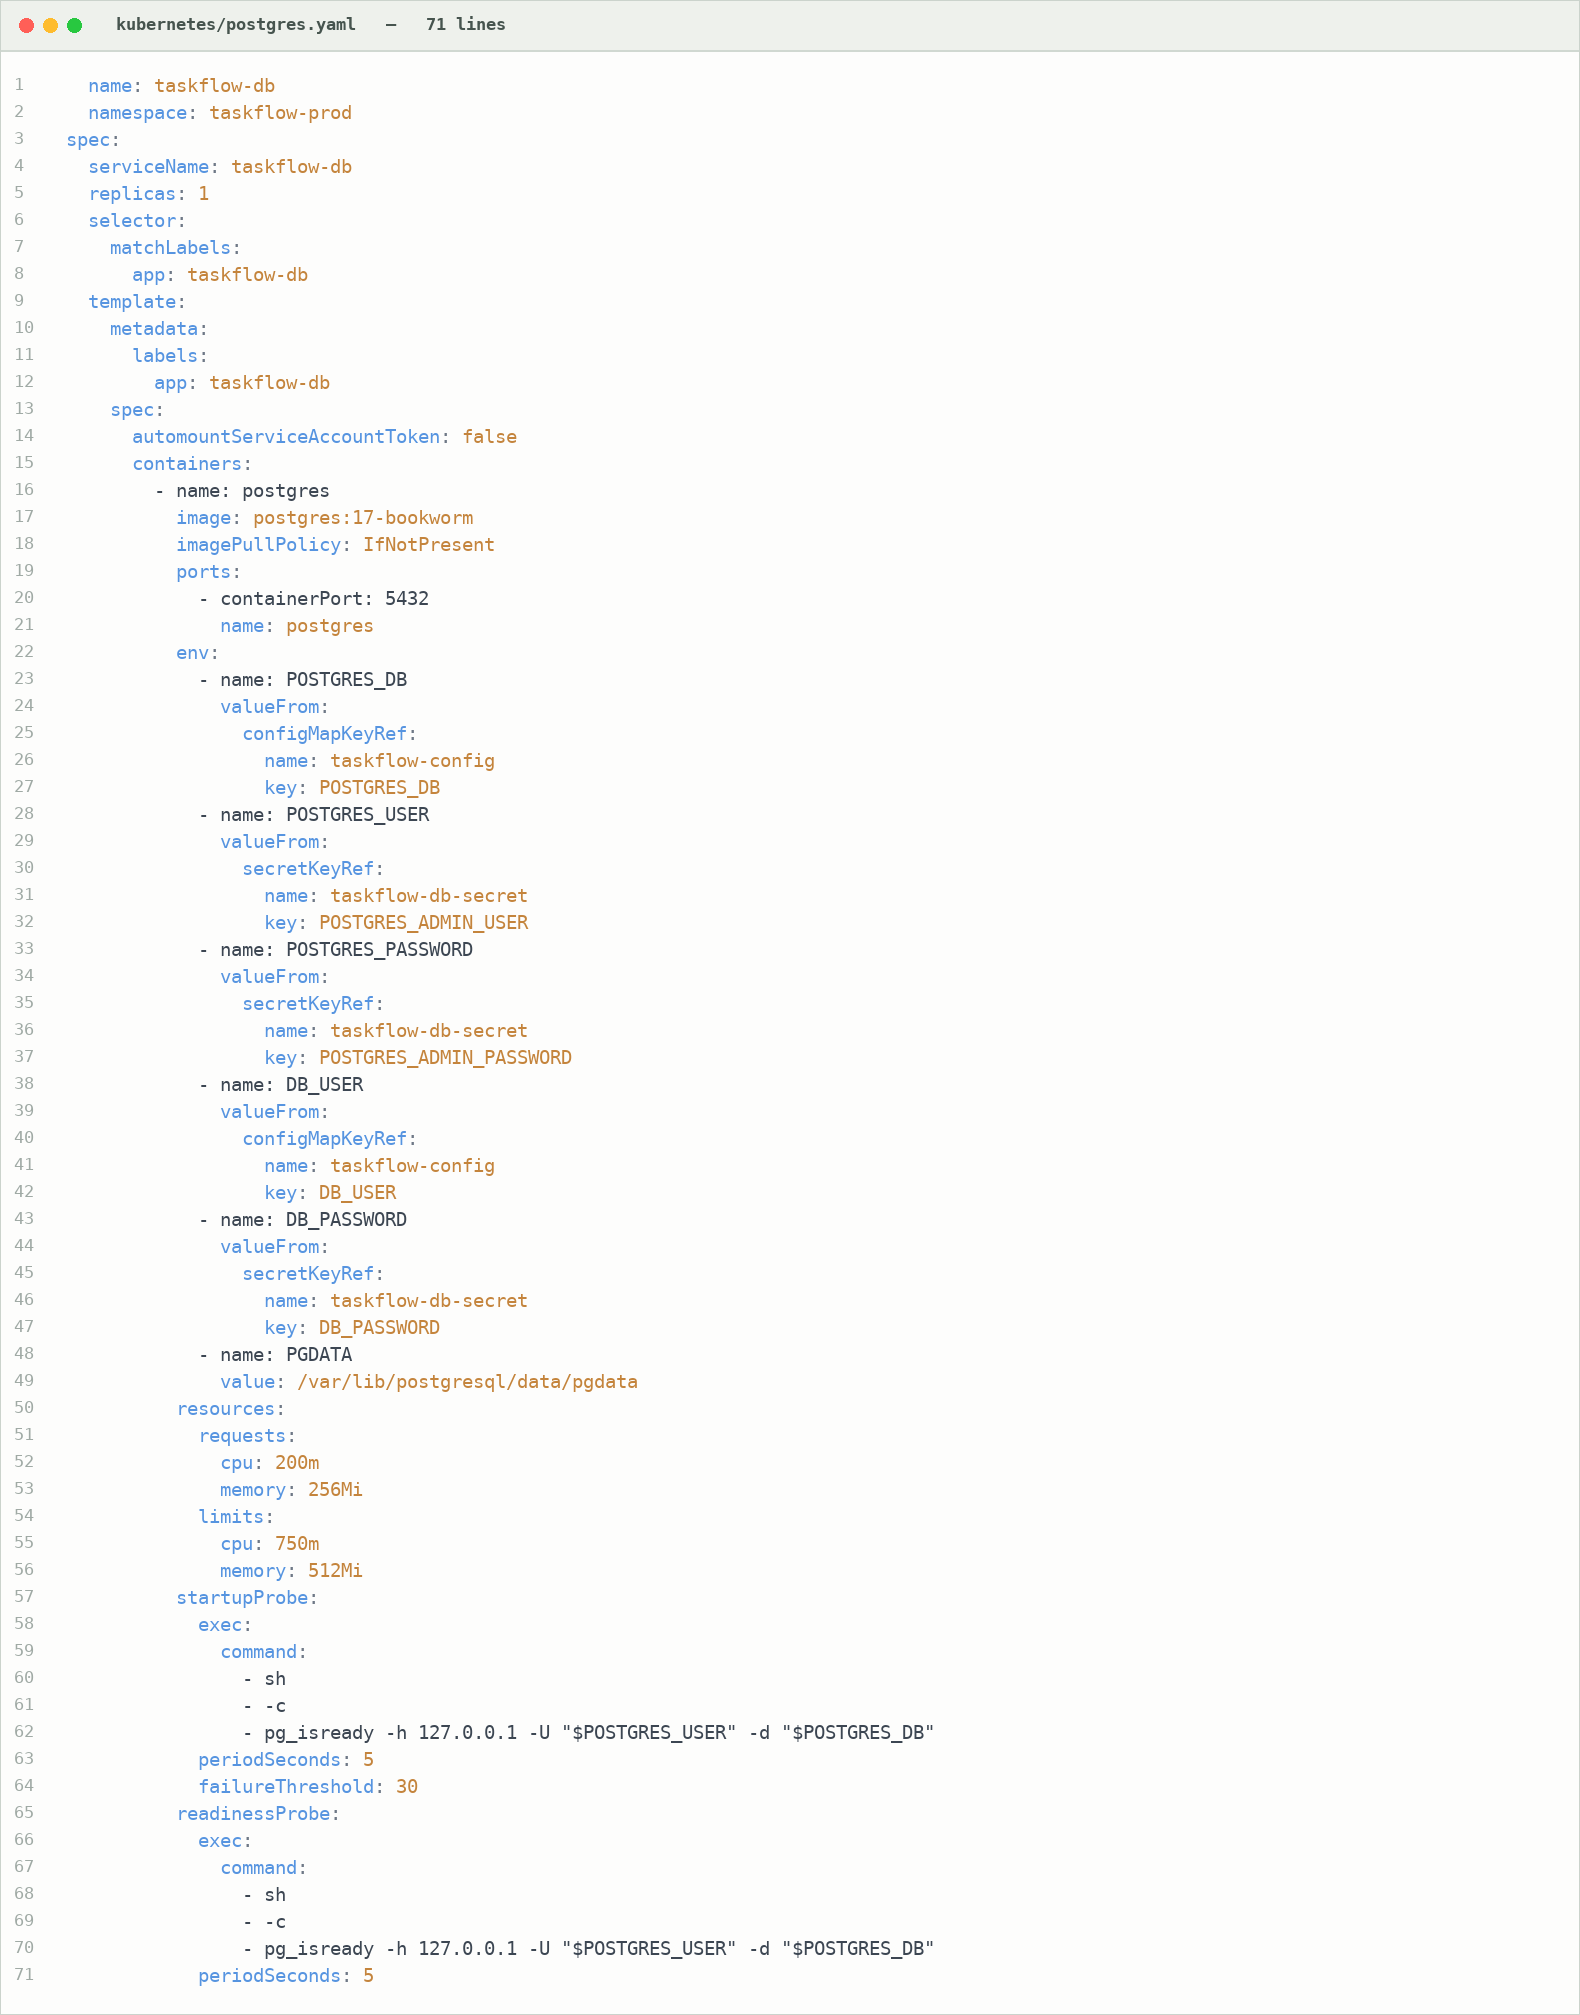 kubernetes/postgres.yaml — 71 lines
1 name: taskflow-db
2 namespace: taskflow-prod
3 spec:
4 serviceName: taskflow-db
5 replicas: 1
6 selector:
7 matchLabels:
8 app: taskflow-db
9 template:
10 metadata:
11 labels:
12 app: taskflow-db
13 spec:
14 automountServiceAccountToken: false
15 containers:
16 - name: postgres
17 image: postgres:17-bookworm
18 imagePullPolicy: IfNotPresent
19 ports:
20 - containerPort: 5432
21 name: postgres
22 env:
23 - name: POSTGRES_DB
24 valueFrom:
25 configMapKeyRef:
26 name: taskflow-config
27 key: POSTGRES_DB
28 - name: POSTGRES_USER
29 valueFrom:
30 secretKeyRef:
31 name: taskflow-db-secret
32 key: POSTGRES_ADMIN_USER
33 - name: POSTGRES_PASSWORD
34 valueFrom:
35 secretKeyRef:
36 name: taskflow-db-secret
37 key: POSTGRES_ADMIN_PASSWORD
38 - name: DB_USER
39 valueFrom:
40 configMapKeyRef:
41 name: taskflow-config
42 key: DB_USER
43 - name: DB_PASSWORD
44 valueFrom:
45 secretKeyRef:
46 name: taskflow-db-secret
47 key: DB_PASSWORD
48 - name: PGDATA
49 value: /var/lib/postgresql/data/pgdata
50 resources:
51 requests:
52 cpu: 200m
53 memory: 256Mi
54 limits:
55 cpu: 750m
56 memory: 512Mi
57 startupProbe:
58 exec:
59 command:
60 - sh
61 - -c
62 - pg_isready -h 127.0.0.1 -U "$POSTGRES_USER" -d "$POSTGRES_DB"
63 periodSeconds: 5
64 failureThreshold: 30
65 readinessProbe:
66 exec:
67 command:
68 - sh
69 - -c
70 - pg_isready -h 127.0.0.1 -U "$POSTGRES_USER" -d "$POSTGRES_DB"
71 periodSeconds: 5